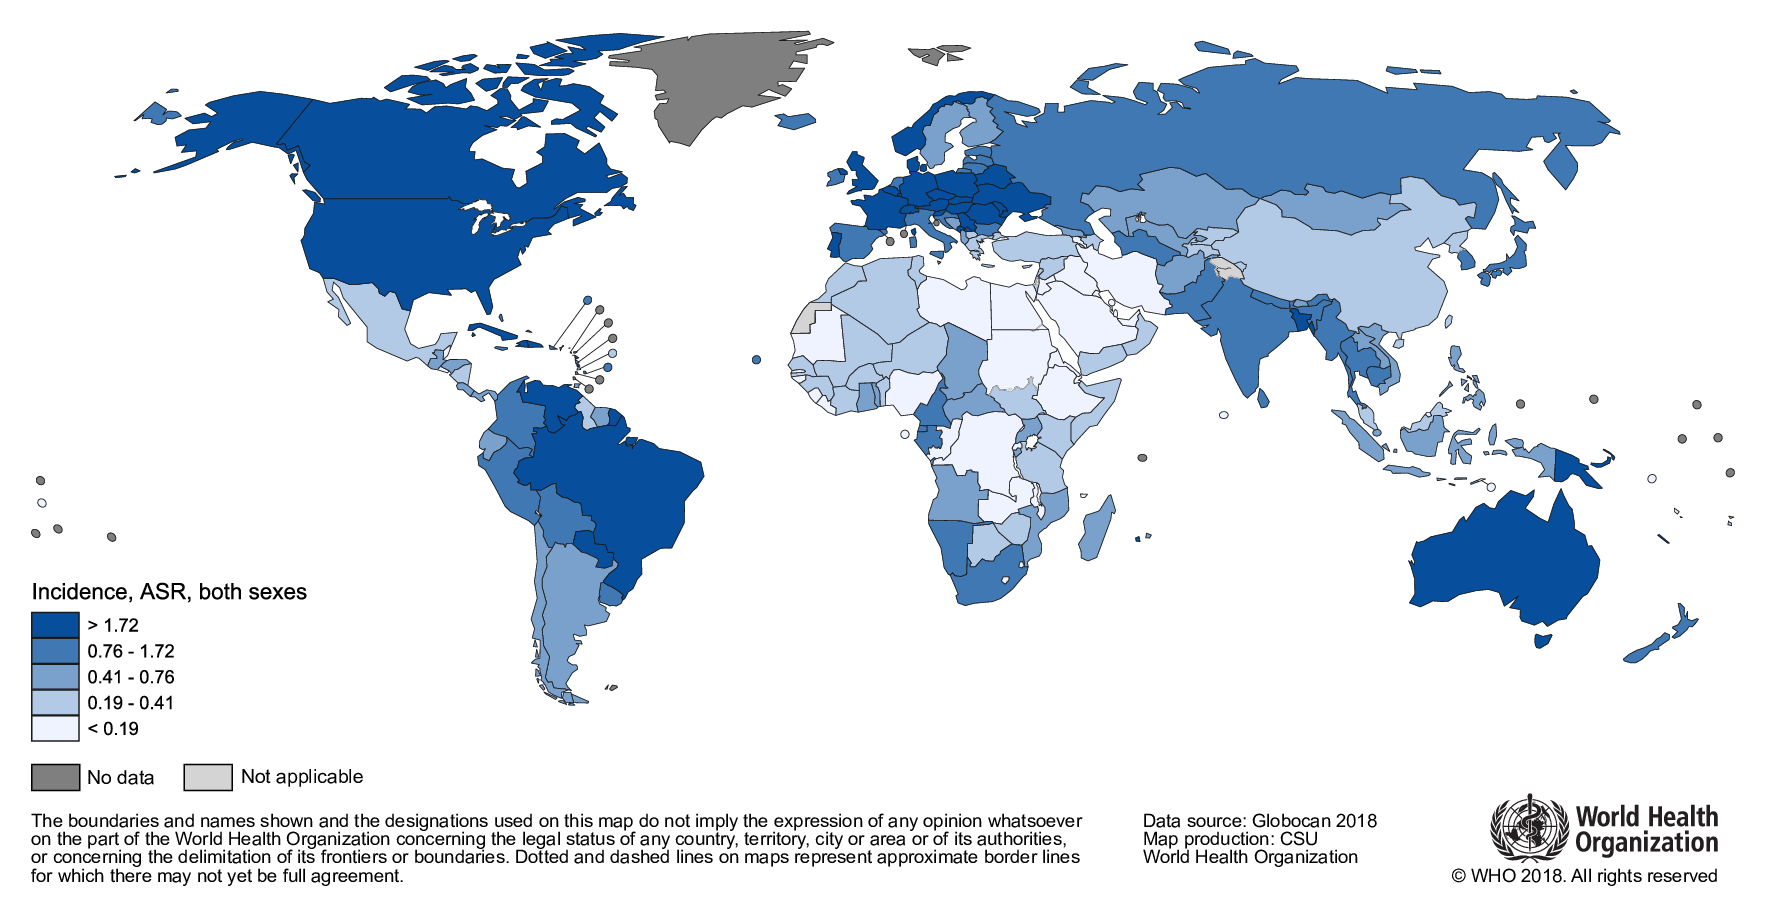 Incidence, ASR, both sexes
> 1.72
0.76 - 1.72
0.41 - 0.76
0.19 - 0.41
< 0.19
No data
Not applicable
The boundaries and names shown and the designations used on this map do not imply the expression of any opinion whatsoever
on the part of the World Health Organization concerning the legal status of any country, territory, city or area or of its authorities,
or concerning the delimitation of its frontiers or boundaries. Dotted and dashed lines on maps represent approximate border lines
for which there may not yet be full agreement.
Data source: Globocan 2018
Map production: CSU
World Health Organization
World Health
Organization
© WHO 2018. All rights reserved